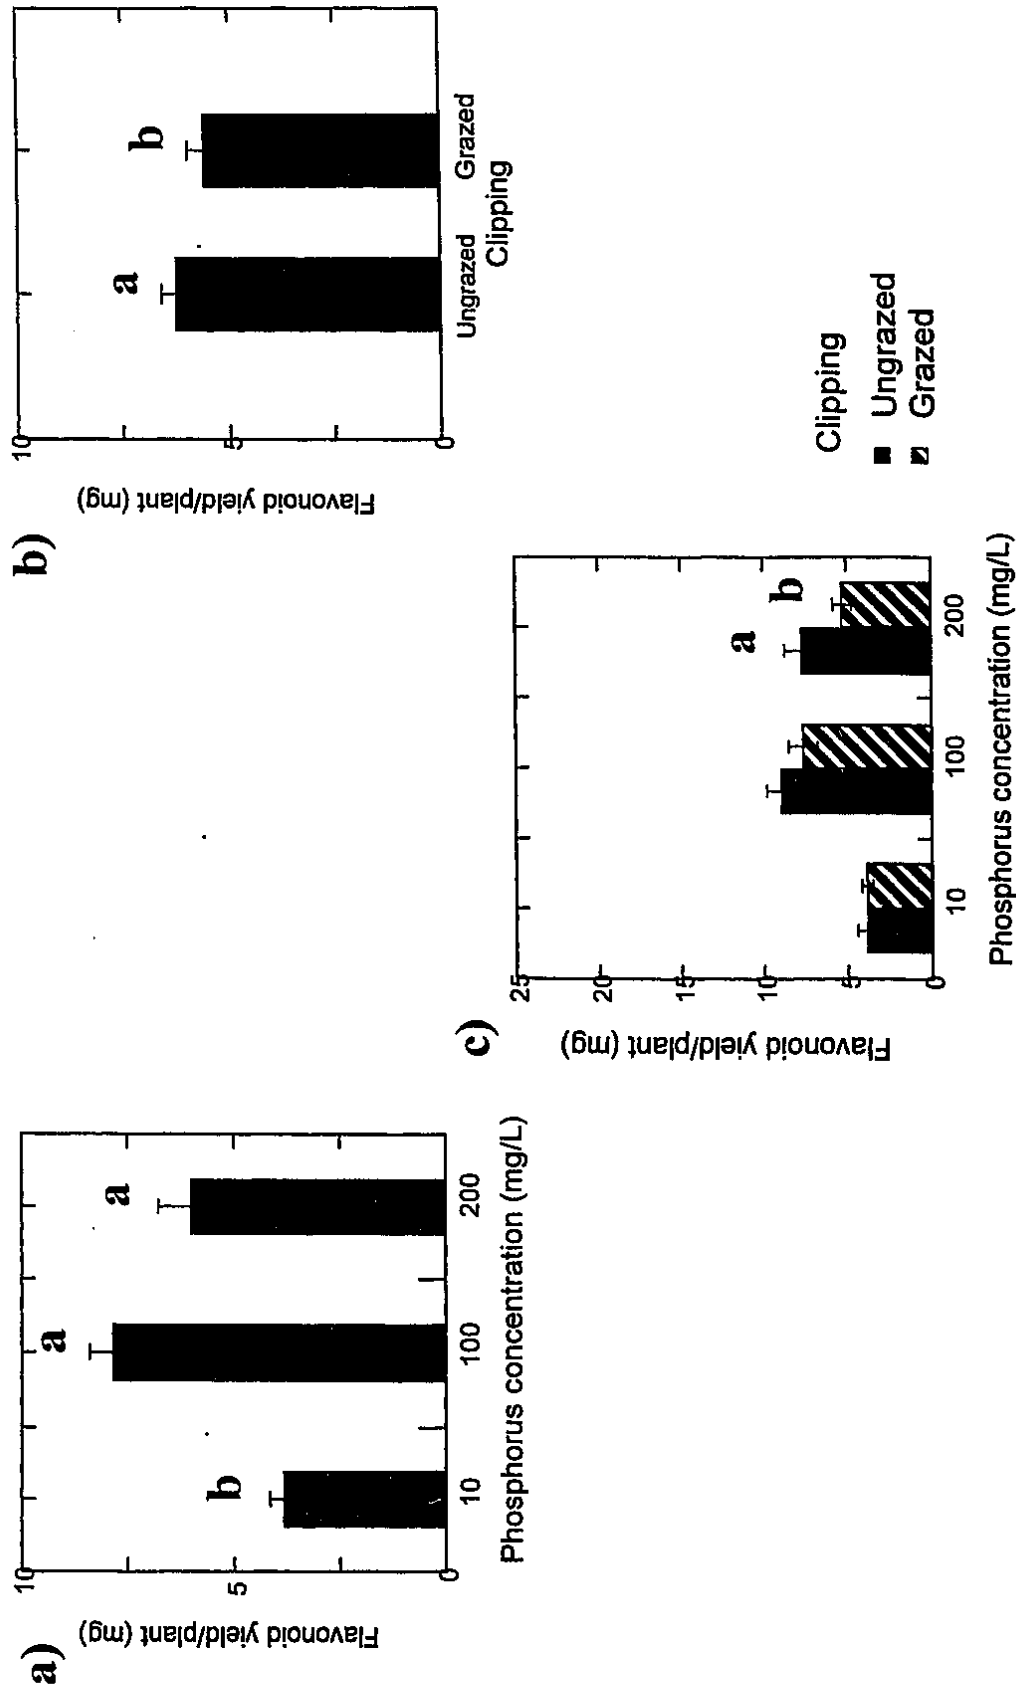 a)
Flavonoid yield/plant (mg)
10
5
0
b
a
a
10
100
200
Phosphorus concentration (mg/L)
b)
Flavonoid yield/plant (mg)
10
5
0
a
b
Ungrazed
Grazed
Clipping
c)
Flavonoid yield/plant (mg)
25
20
15
10
5
0
a
b
10
100
200
Phosphorus concentration (mg/L)
Clipping
Ungrazed
Grazed